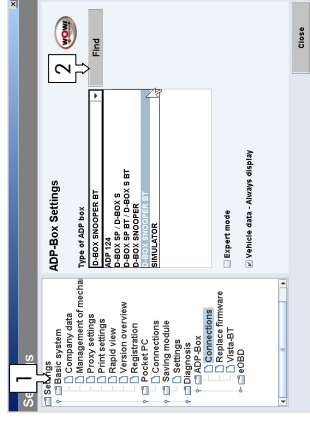 Settings
1
Settings
Basic system
Company data
Management of mechar
Proxy settings
Print settings
Rapid view
Version overview
Registration
Pocket PC
Connections
Saving module
Settings
Diagnosis
ADP-Box
Connections
Replace firmware
Vista-BT
eOBD
ADP-Box Settings
wow!
Type of ADP box
D-BOX SNOOPER BT
2
Find
ADP 124
D-BOX SP / D-BOX S
D-BOX SP BT / D-BOX S BT
D-BOX SNOOPER
D-BOX SNOOPER BT
SIMULATOR
Expert mode
Vehicle data - Always display
Close